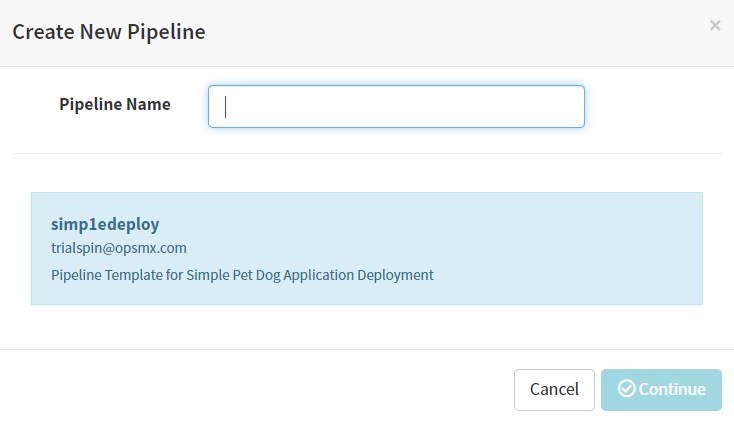 Create New Pipeline
×
Pipeline Name
simp1edeploy
trialspin@opsmx.com
Pipeline Template for Simple Pet Dog Application Deployment
Cancel
Continue